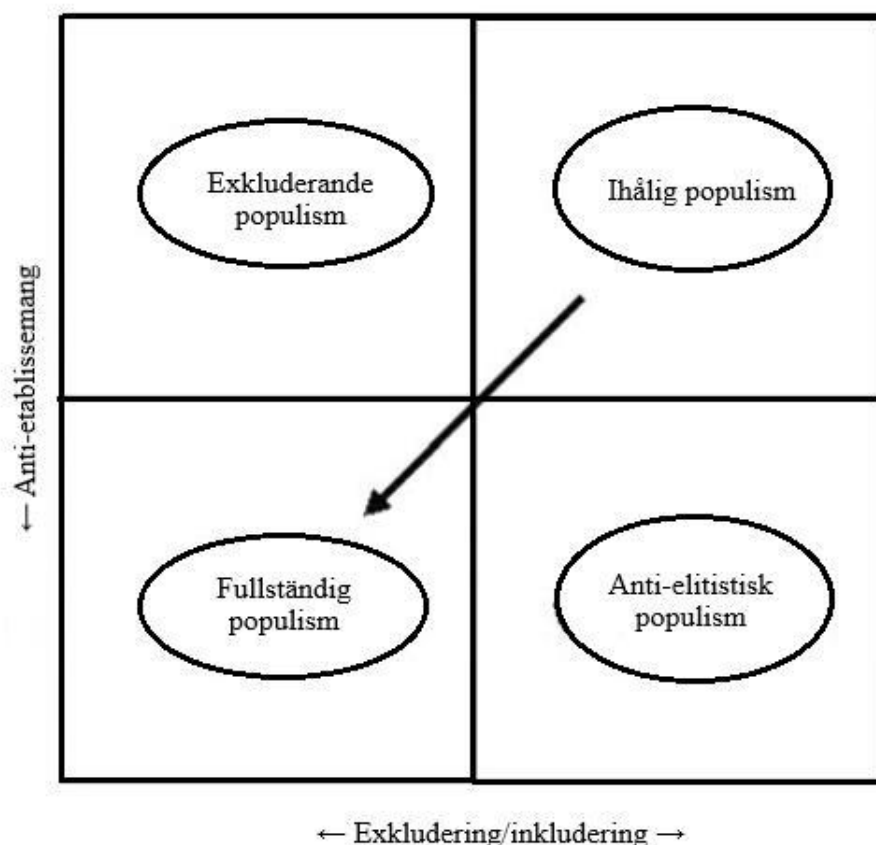 Exkluderande
populism
Ihålig populism
← Anti-etablissemang
Fullständig
populism
Anti-elitistisk
populism
← Exkludering/inkludering →